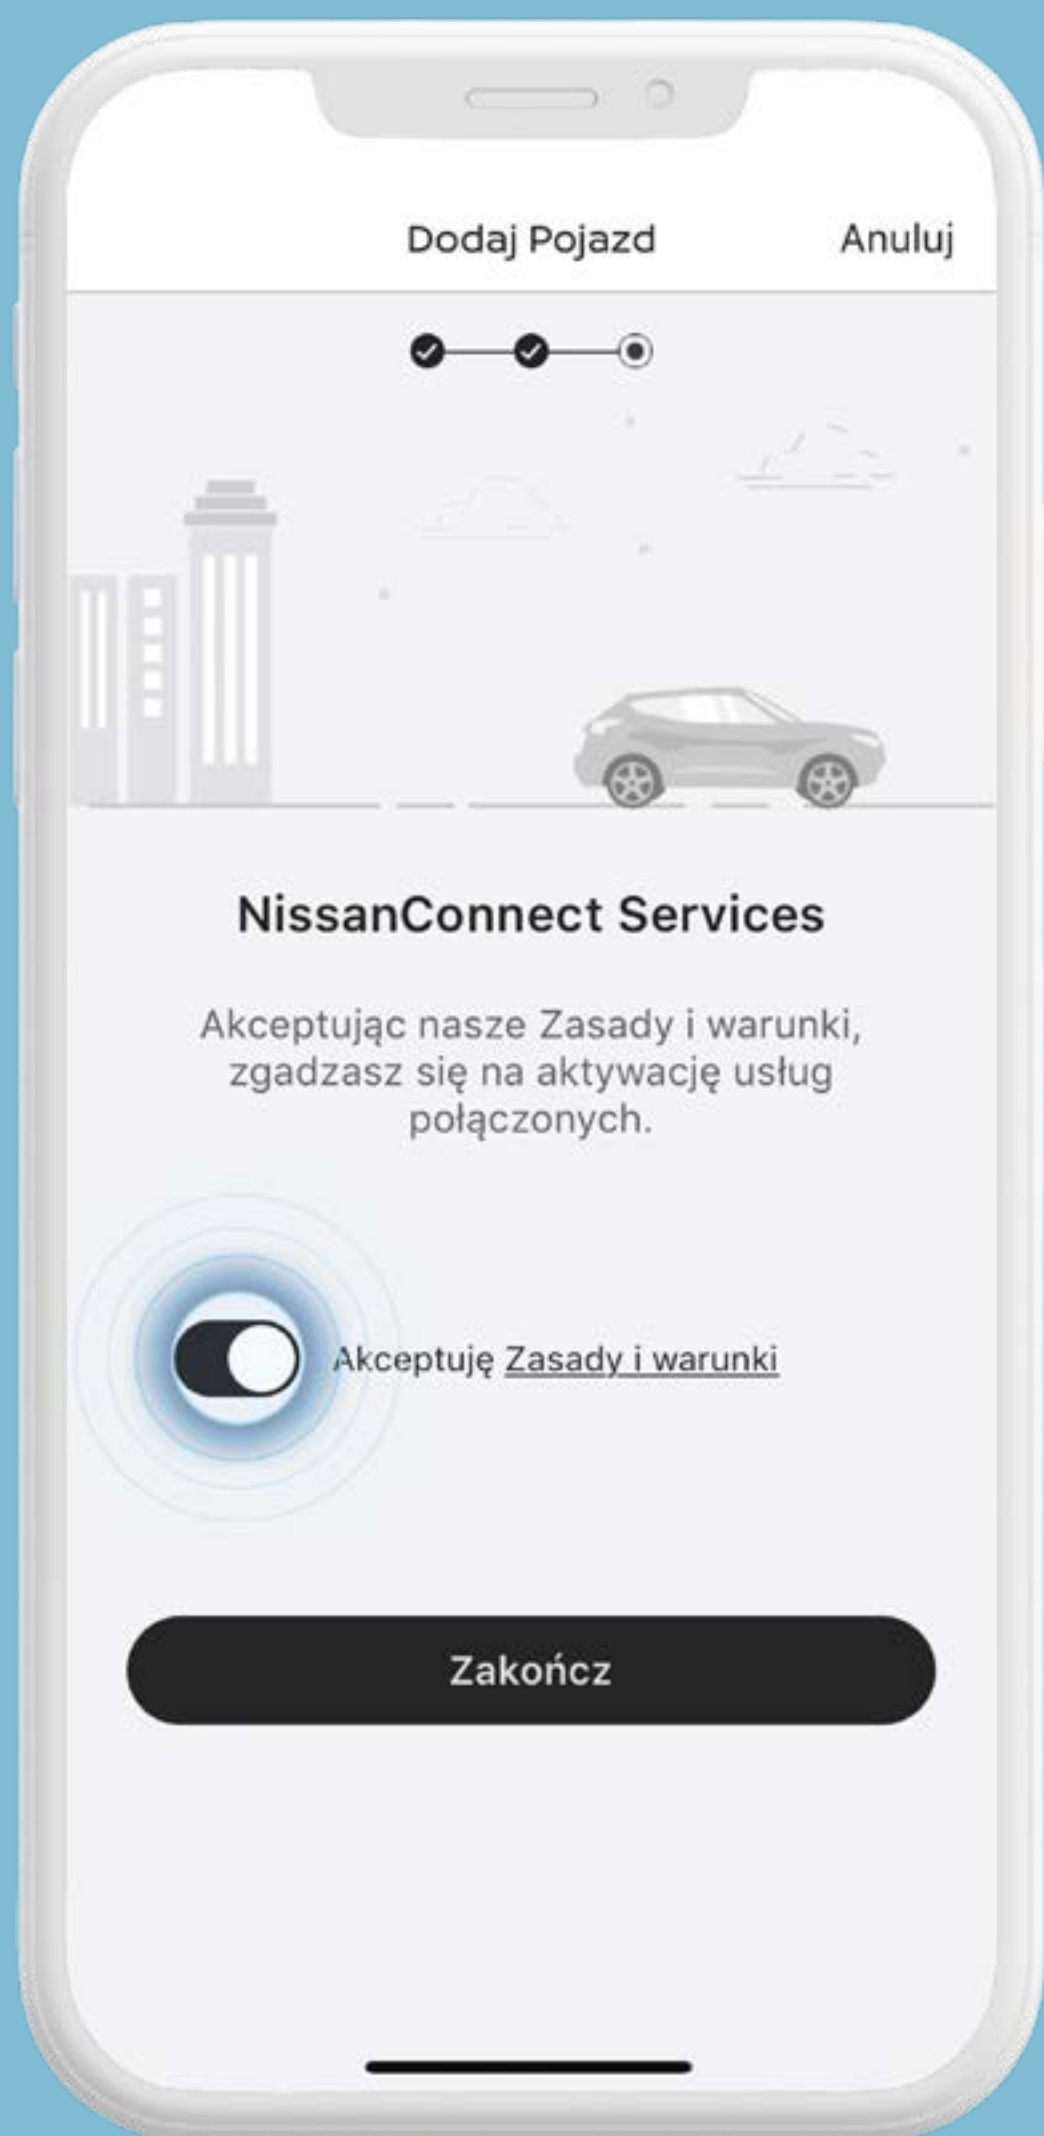 Dodaj Pojazd Anuluj
NissanConnect Services
Akceptując nasze Zasady i warunki,
zgadzasz się na aktywację usług
połączonych.
Akceptuję Zasady i warunki
Zakończ